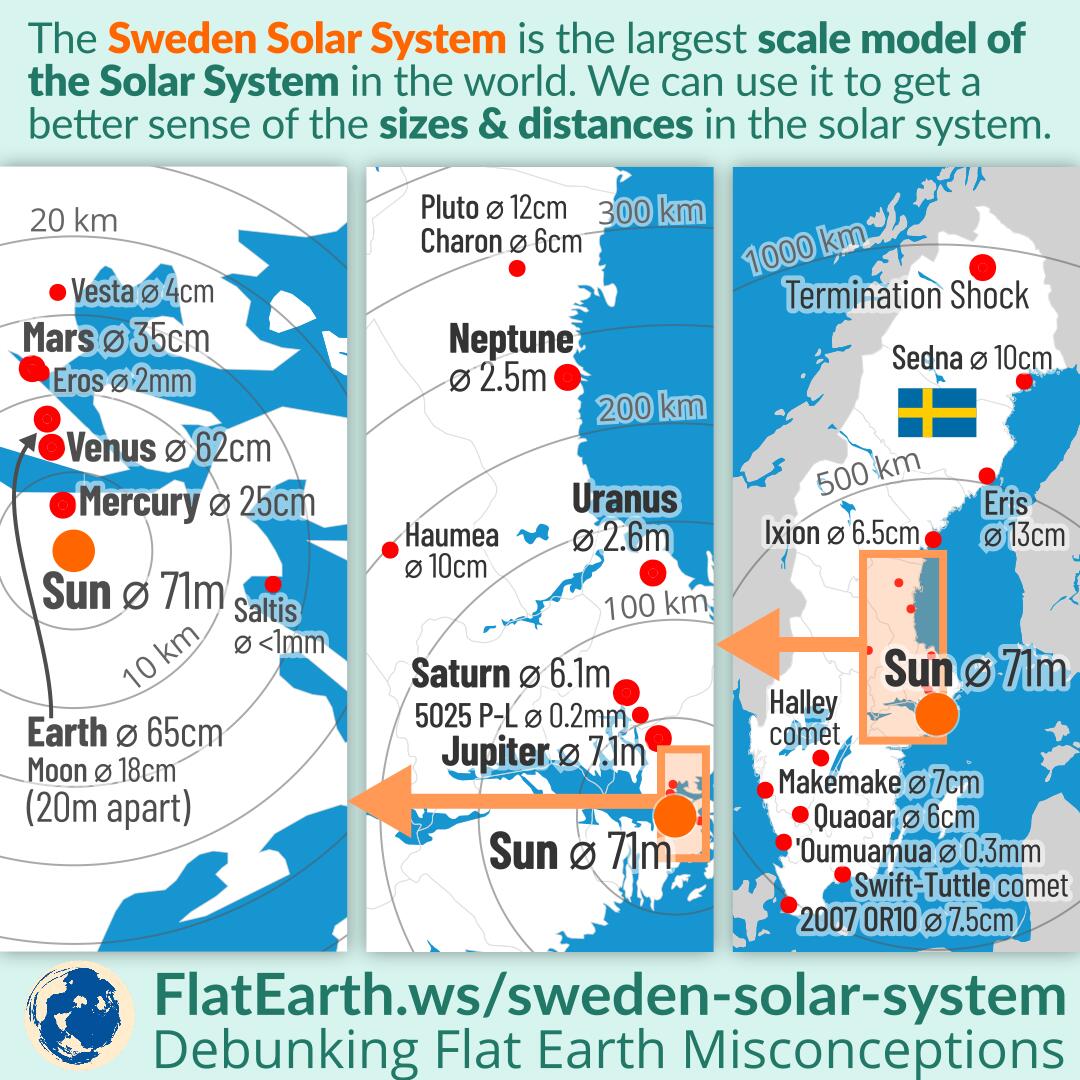 The Sweden Solar System is the largest scale model of
the Solar System in the world. We can use it to get a
better sense of the sizes & distances in the solar system.
20 km
Vesta ⌀ 4cm
Mars ⌀ 35cm
Eros ⌀ 2mm
Venus ⌀ 62cm
Mercury ⌀ 25cm
Sun ⌀ 71m
Saltis
⌀ <1mm
10 km
Earth ⌀ 65cm
Moon ⌀ 18cm
(20m apart)
Pluto ⌀ 12cm
Charon ⌀ 6cm
300 km
Neptune
⌀ 2.5m
200 km
Uranus
⌀ 2.6m
Haumea
⌀ 10cm
100 km
Saturn ⌀ 6.1m
5025 P-L ⌀ 0.2mm
Jupiter ⌀ 7.1m
Sun ⌀ 71m
1000 km
Termination Shock
Sedna ⌀ 10cm
500 km
Eris
⌀ 13cm
Ixion ⌀ 6.5cm
Sun ⌀ 71m
Halley
comet
Makemake ⌀ 7cm
Quaoar ⌀ 6cm
'Oumuamua ⌀ 0.3mm
Swift-Tuttle comet
2007 OR10 ⌀ 7.5cm
FlatEarth.ws/sweden-solar-system
Debunking Flat Earth Misconceptions